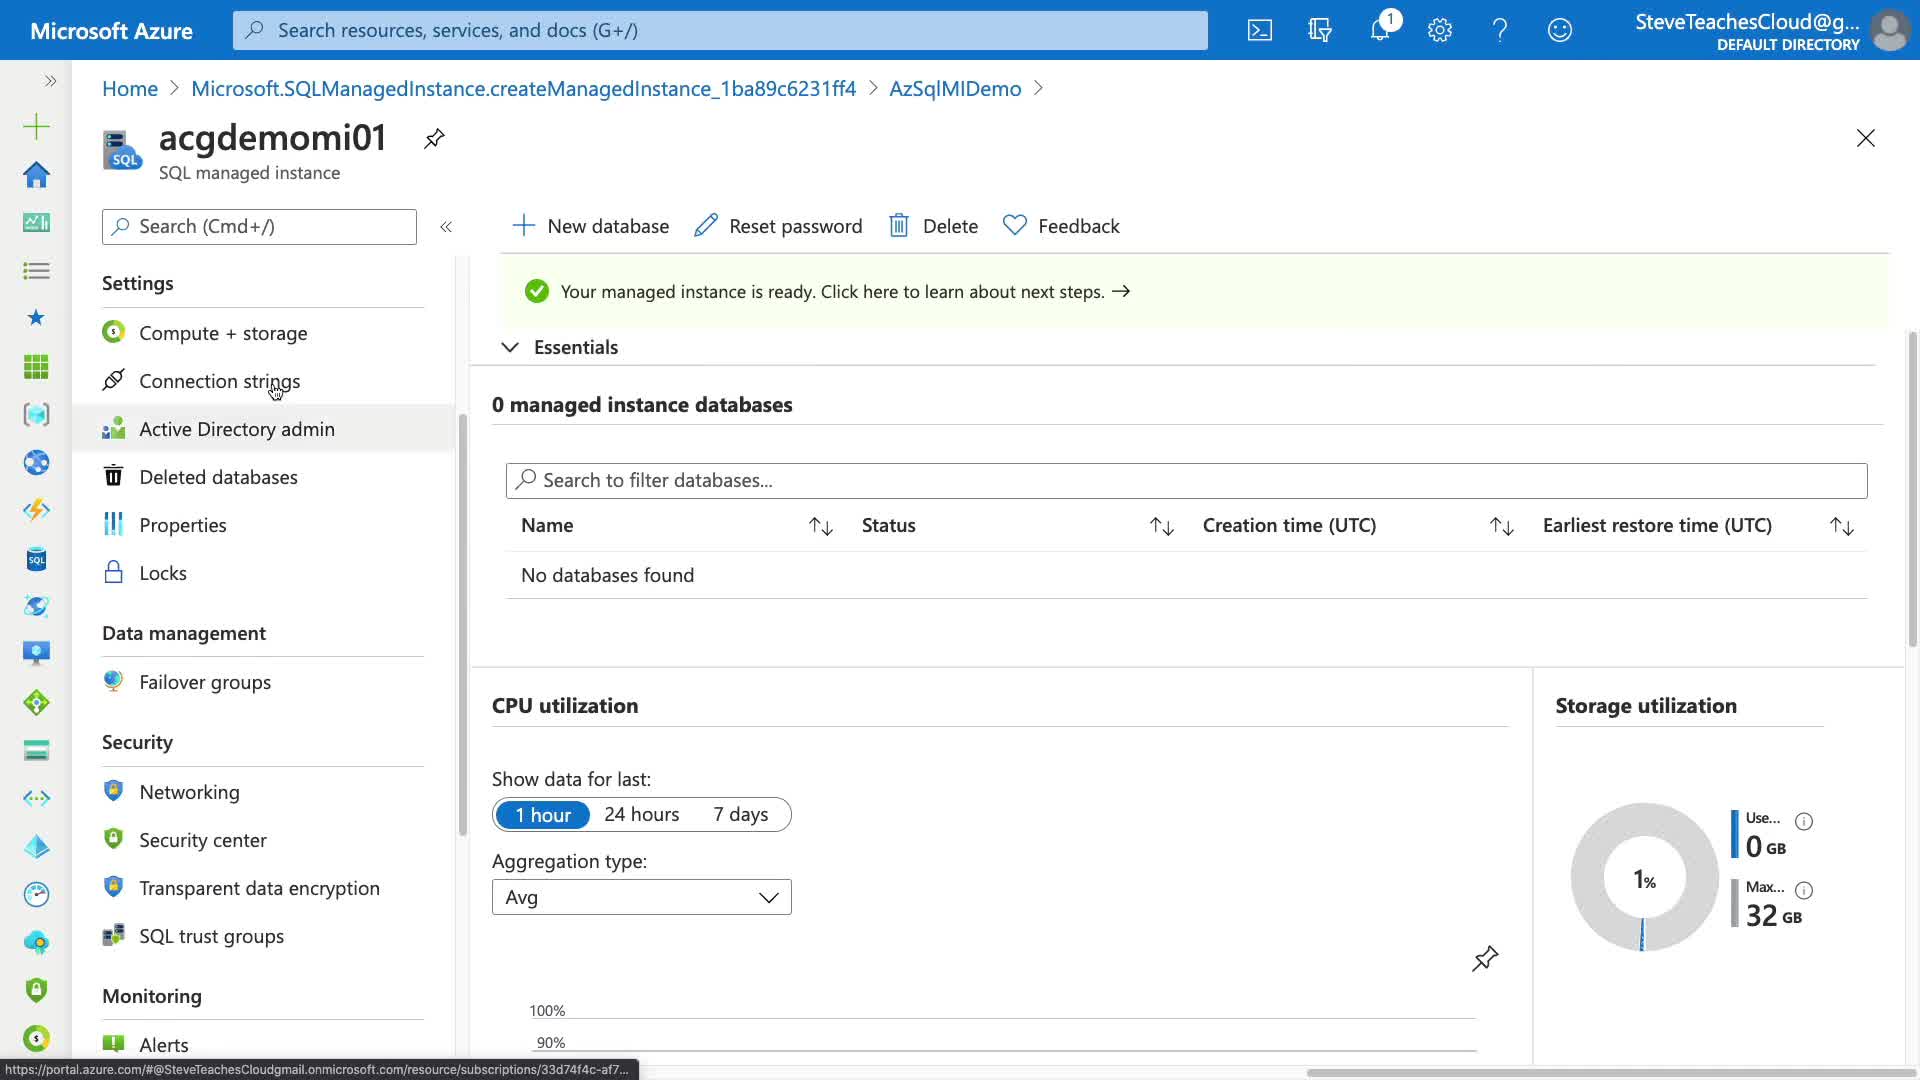 Microsoft Azure
Search resources, services, and docs (G+/)
1
SteveTeachesCloud@g...
DEFAULT DIRECTORY
Home > Microsoft.SQLManagedInstance.createManagedInstance_1ba89c6231ff4 > AzSqlMIDemo >
acgdemomi01
SQL managed instance
Search (Cmd+/)
New database
Reset password
Delete
Feedback
Your managed instance is ready. Click here to learn about next steps. →
Settings
Compute + storage
Connection strings
Active Directory admin
Deleted databases
Properties
Locks
Data management
Failover groups
Security
Networking
Security center
Transparent data encryption
SQL trust groups
Monitoring
Alerts
Essentials
0 managed instance databases
Search to filter databases...
Name
Status
Creation time (UTC)
Earliest restore time (UTC)
No databases found
CPU utilization
Show data for last:
1 hour
24 hours
7 days
Aggregation type:
Avg
100%
90%
Storage utilization
1%
Use...
0 GB
Max...
32 GB
SQL
SQL
https://portal.azure.com/#@SteveTeachesCloudgmail.onmicrosoft.com/resource/subscriptions/33d74f4c-af7...